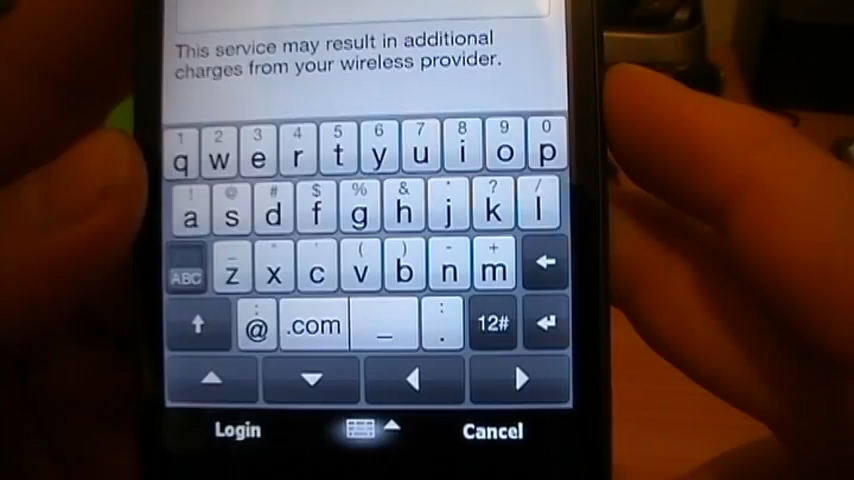 This service may result in additional
charges from your wireless provider.
1 2 3 4 5 6 7 8 9 0
q w e r t y u i o p
! @ # $ % & * ? /
a s d f g h j k l
_ " ' ( ) - +
ABC z x c v b n m
; :
@ .com _ . 12#
Login Cancel